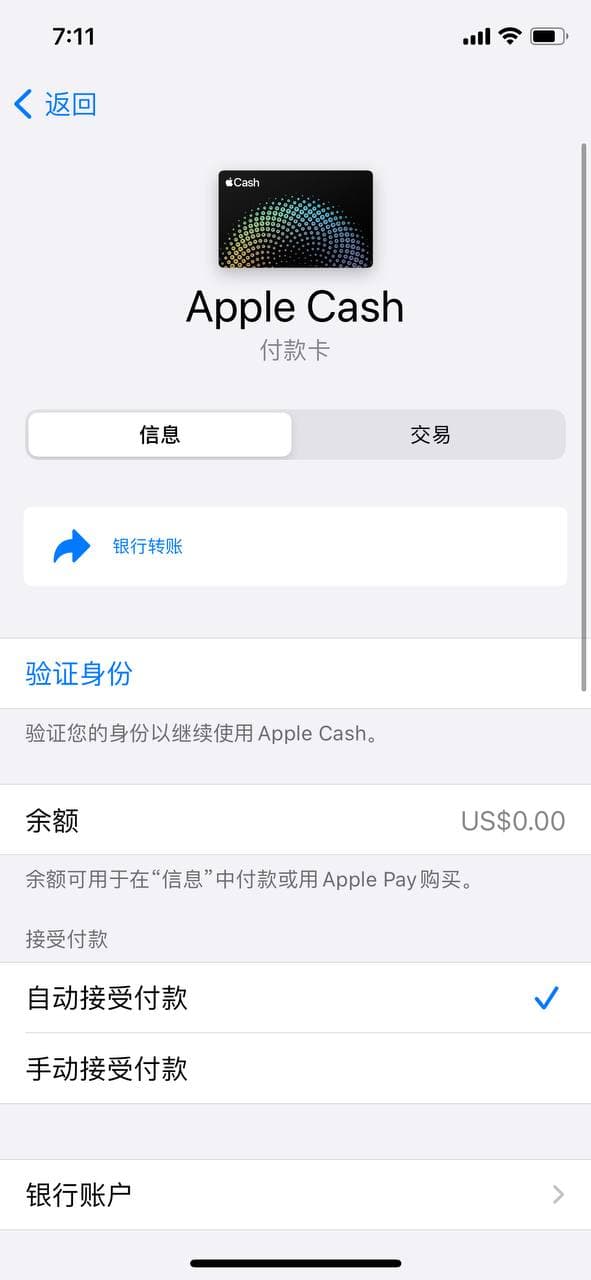 7:11
返回
Cash
Apple Cash
付款卡
信息
交易
银行转账
验证身份
验证您的身份以继续使用 Apple Cash。
余额
US$0.00
余额可用于在“信息”中付款或用 Apple Pay 购买。
接受付款
自动接受付款
手动接受付款
银行账户